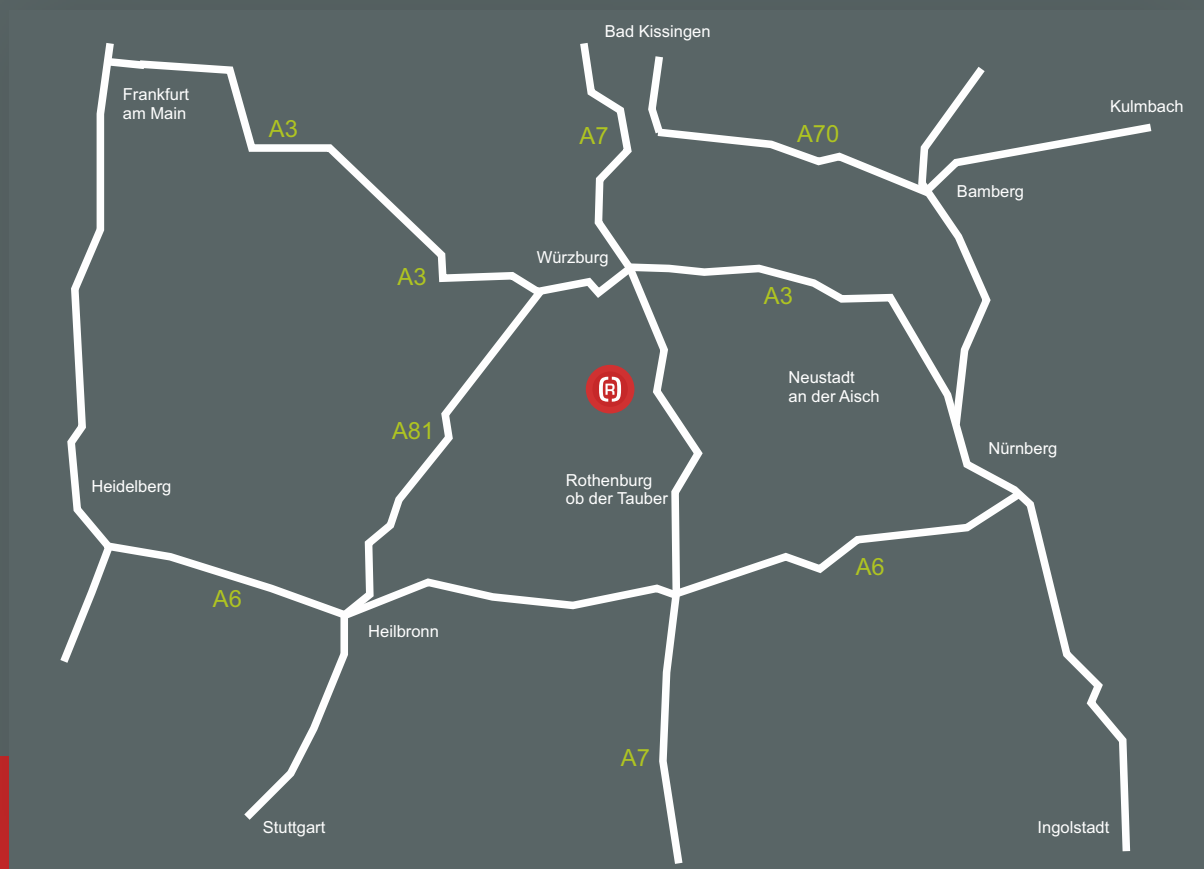 Bad Kissingen
Frankfurt
am Main
Kulmbach
A3
A7
A70
Bamberg
Würzburg
A3
A3
R
Neustadt
an der Aisch
A81
Nürnberg
Heidelberg
Rothenburg
ob der Tauber
A6
A6
Heilbronn
A7
Stuttgart
Ingolstadt